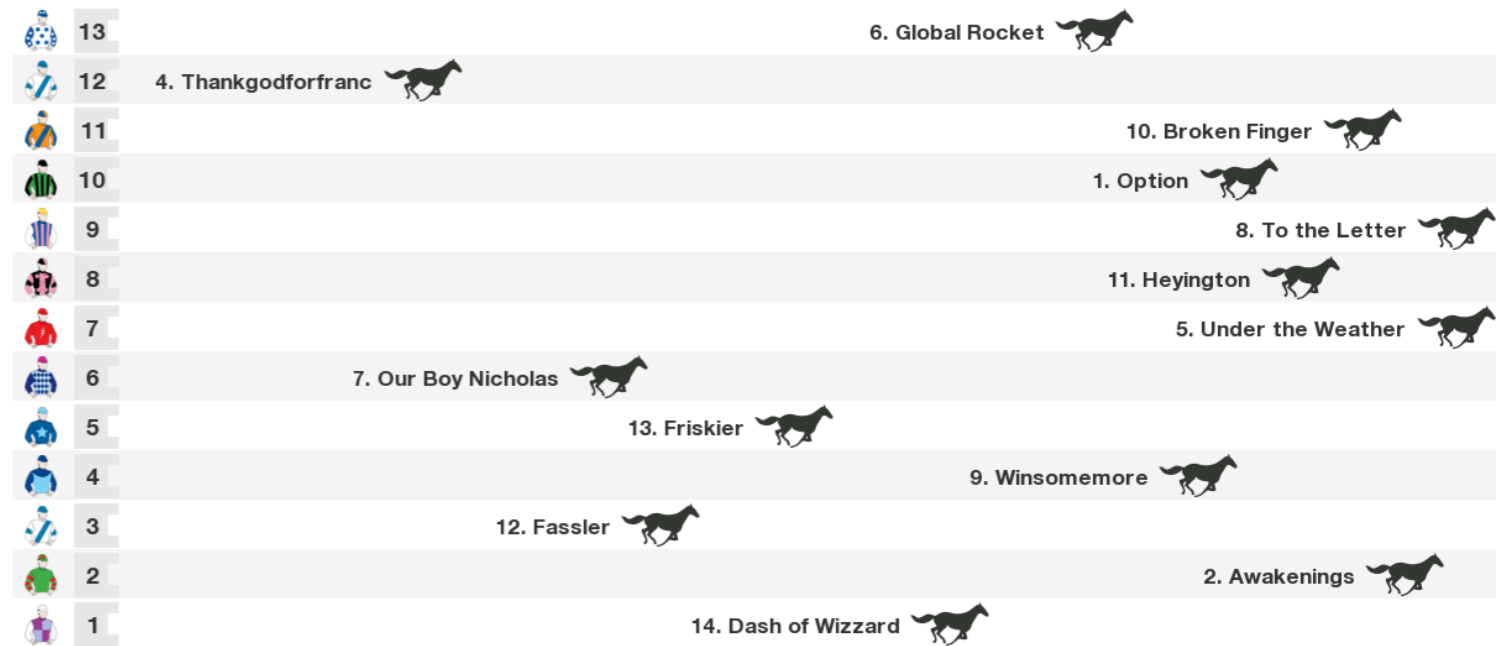 13 6. Global Rocket
12 4. Thankgodforfranc
11 10. Broken Finger
10 1. Option
9 8. To the Letter
8 11. Heyington
7 5. Under the Weather
6 7. Our Boy Nicholas
5 13. Friskier
4 9. Winsomemore
3 12. Fassler
2 2. Awakenings
1 14. Dash of Wizzard